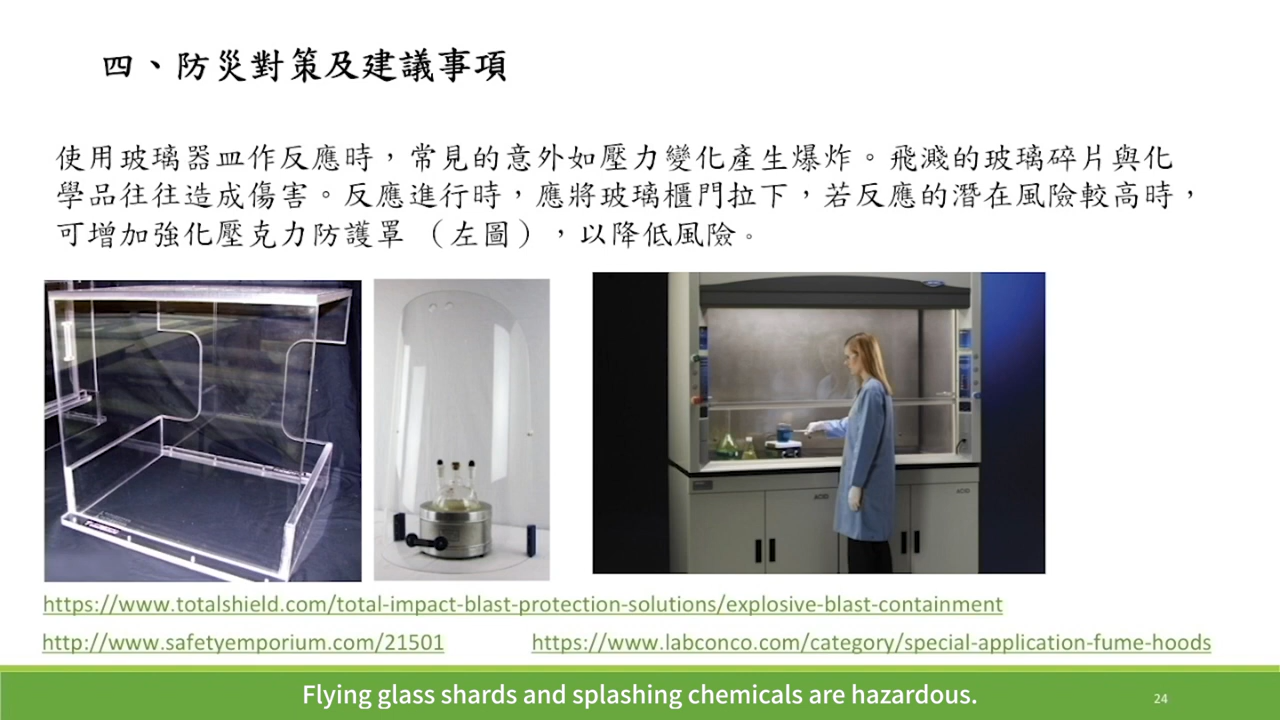 四、防災對策及建議事項
使用玻璃器皿作反應時，常見的意外如壓力變化產生爆炸。飛濺的玻璃碎片與化
學品往往造成傷害。反應進行時，應將玻璃櫃門拉下，若反應的潛在風險較高時，
可增加強化壓克力防護罩 （左圖），以降低風險。
ACID
ACID
https://www.totalshield.com/total-impact-blast-protection-solutions/explosive-blast-containment
http://www.safetyemporium.com/21501
https://www.labconco.com/category/special-application-fume-hoods
Flying glass shards and splashing chemicals are hazardous.
24